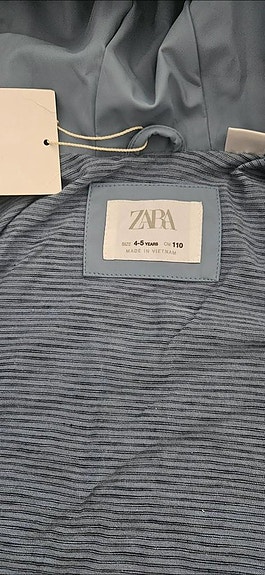 ZARA
SIZE 4-5 YEARS CM 110
MADE IN VIETNAM